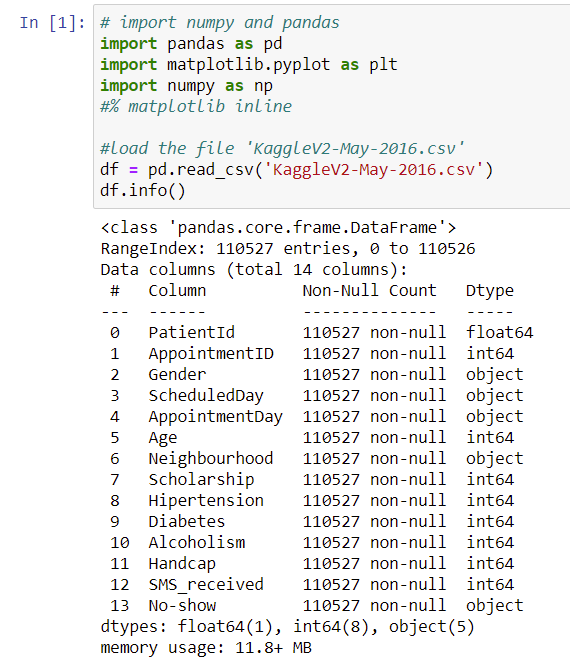 In [1]: # import numpy and pandas
import pandas as pd
import matplotlib.pyplot as plt
import numpy as np
#% matplotlib inline

#load the file 'KaggleV2-May-2016.csv'
df = pd.read_csv('KaggleV2-May-2016.csv')
df.info()

<class 'pandas.core.frame.DataFrame'>
RangeIndex: 110527 entries, 0 to 110526
Data columns (total 14 columns):
 #   Column          Non-Null Count   Dtype
---  ------          --------------   -----
 0   PatientId       110527 non-null  float64
 1   AppointmentID   110527 non-null  int64
 2   Gender          110527 non-null  object
 3   ScheduledDay    110527 non-null  object
 4   AppointmentDay  110527 non-null  object
 5   Age             110527 non-null  int64
 6   Neighbourhood   110527 non-null  object
 7   Scholarship     110527 non-null  int64
 8   Hipertension    110527 non-null  int64
 9   Diabetes        110527 non-null  int64
 10  Alcoholism      110527 non-null  int64
 11  Handcap         110527 non-null  int64
 12  SMS_received    110527 non-null  int64
 13  No-show         110527 non-null  object
dtypes: float64(1), int64(8), object(5)
memory usage: 11.8+ MB